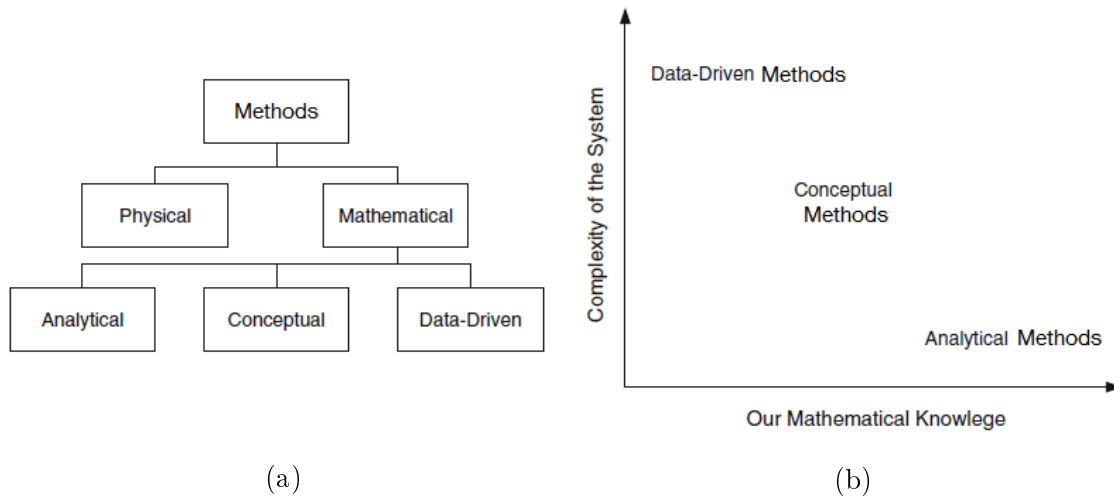 Methods
Physical
Mathematical
Analytical
Conceptual
Data-Driven
(a)
Complexity of the System
Data-Driven Methods
Conceptual
Methods
Analytical Methods
Our Mathematical Knowlege
(b)